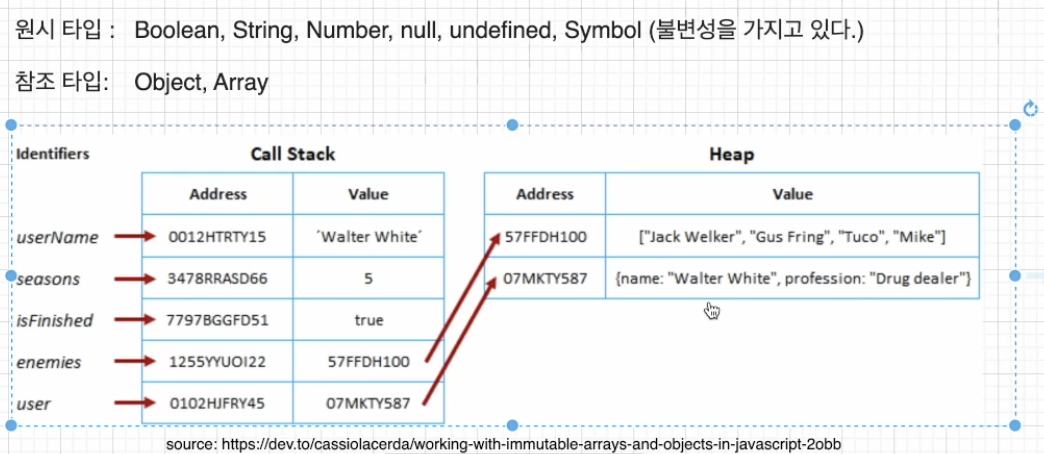 원시 타입 : Boolean, String, Number, null, undefined, Symbol (불변성을 가지고 있다.)
참조 타입: Object, Array
Identifiers Call Stack Heap
Address Value Address Value
userName 0012HTRTY15 ´Walter White´ 57FFDH100 ["Jack Welker", "Gus Fring", "Tuco", "Mike"]
seasons 3478RRASD66 5 07MKTY587 {name: "Walter White", profession: "Drug dealer"}
isFinished 7797BGGFD51 true
enemies 1255YYUOI22 57FFDH100
user 0102HJFRY45 07MKTY587
source: https://dev.to/cassiolacerda/working-with-immutable-arrays-and-objects-in-javascript-2obb